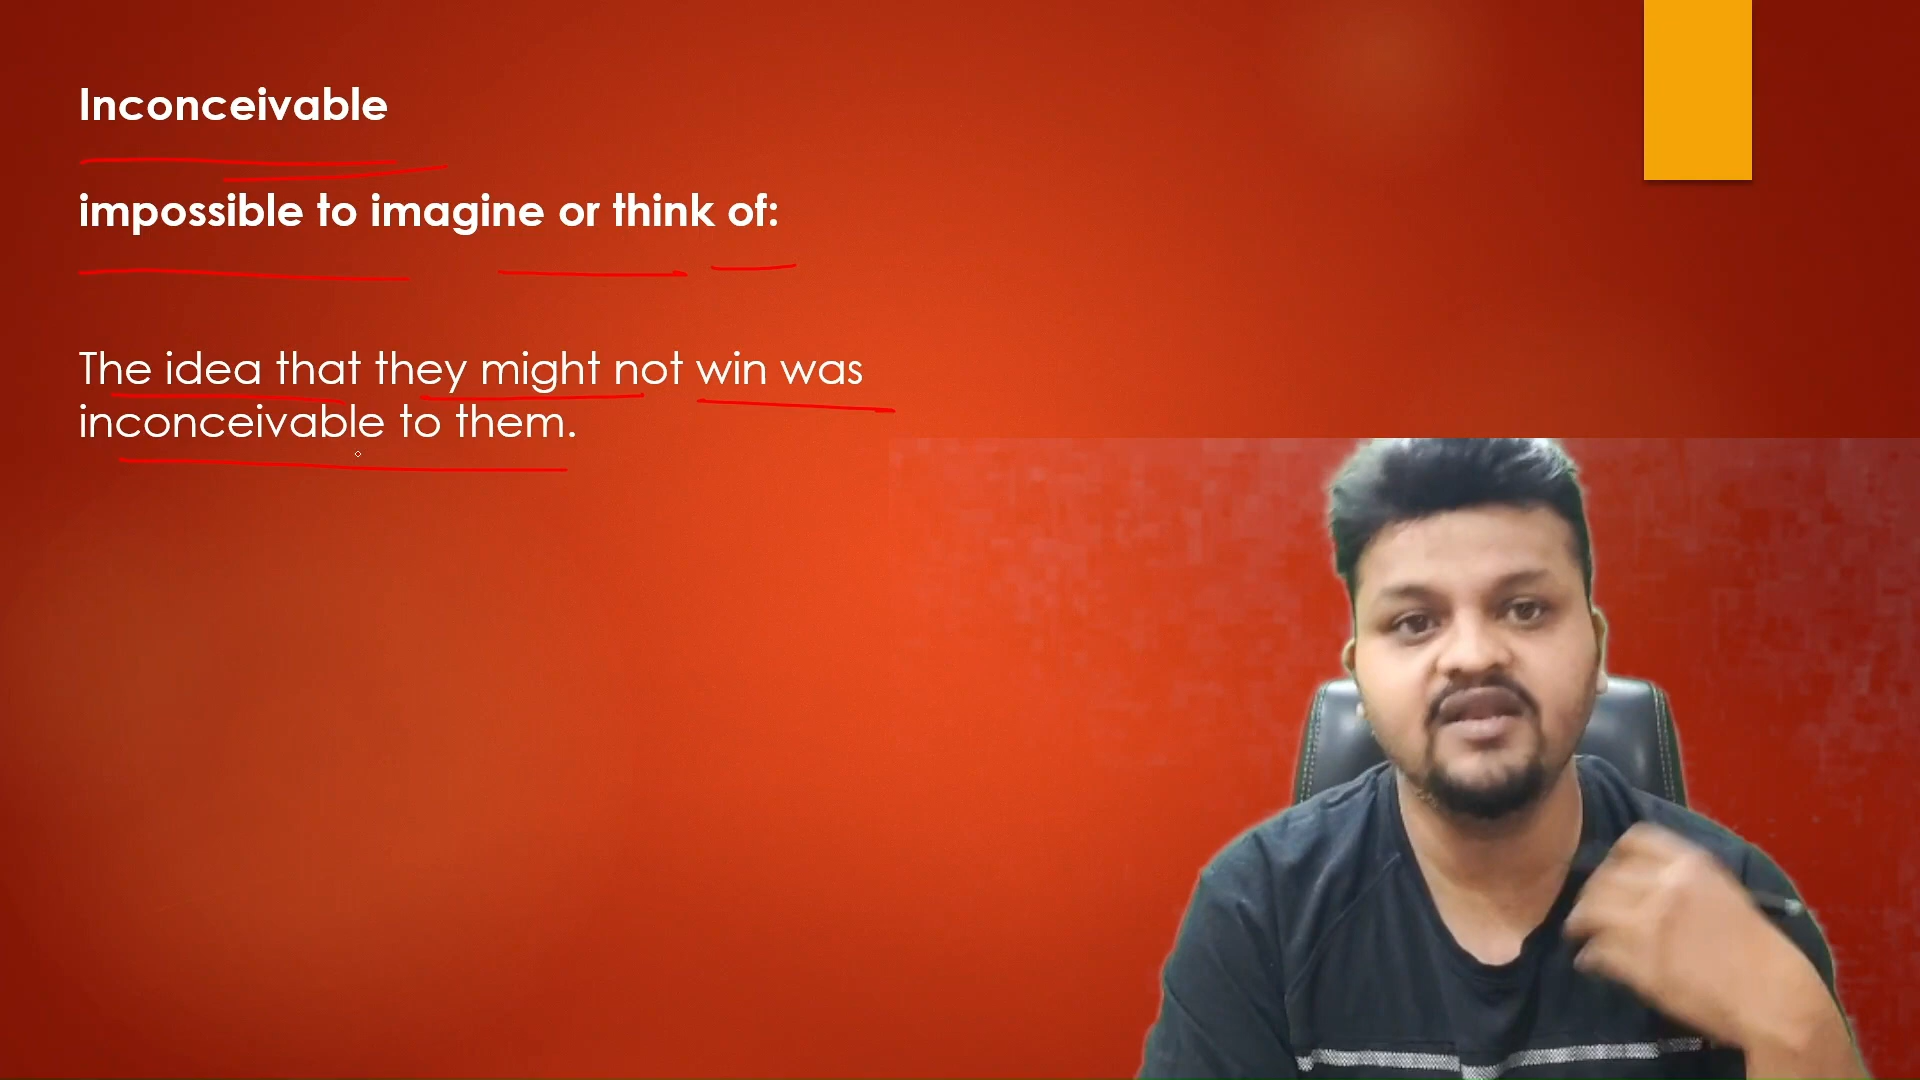 Inconceivable
impossible to imagine or think of:
The idea that they might not win was
inconceivable to them.